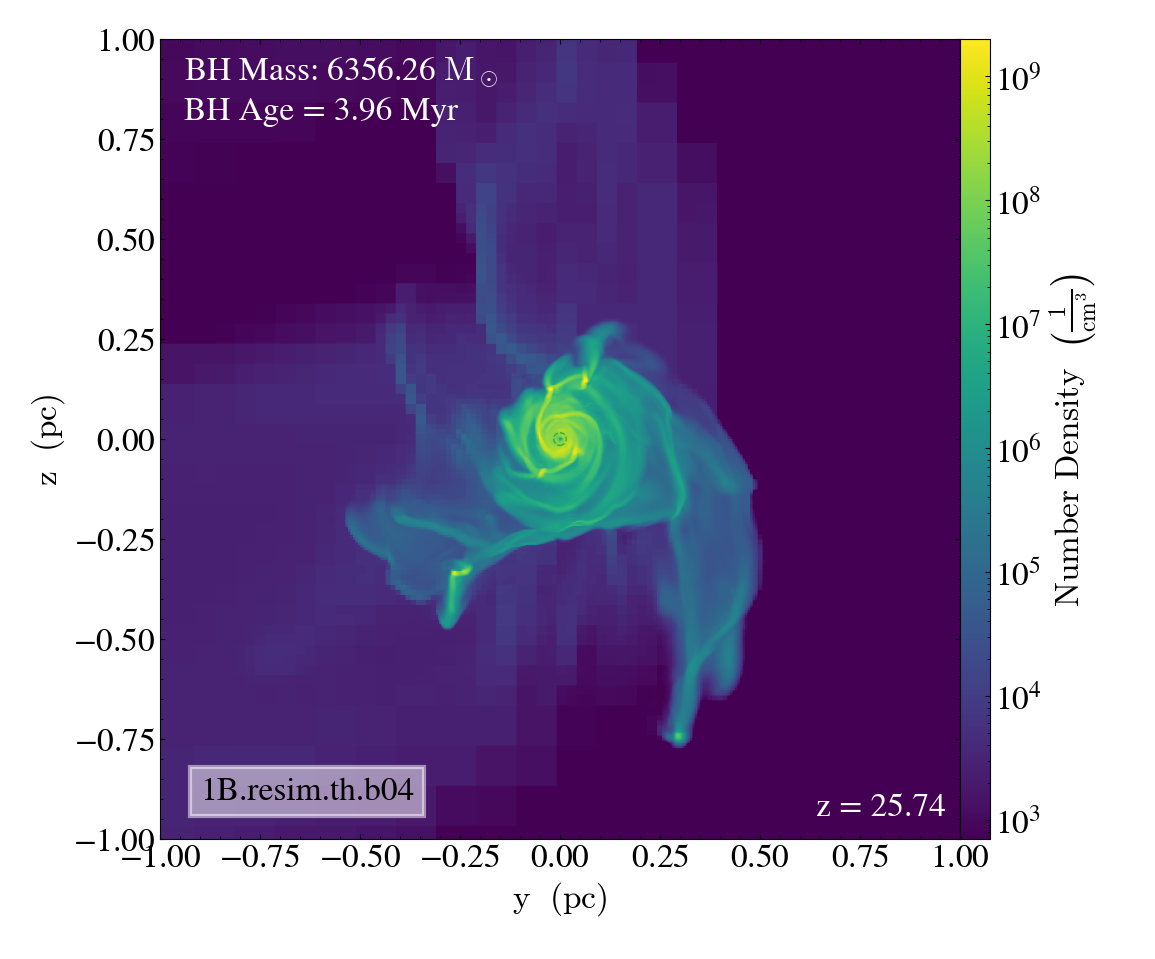 BH Mass: 6356.26 M⊙
BH Age = 3.96 Myr
1.00
0.75
0.50
0.25
0.00
−0.25
−0.50
−0.75
−1.00
z (pc)
1B.resim.th.b04
z = 25.74
−1.00 −0.75 −0.50 −0.25 0.00 0.25 0.50 0.75 1.00
y (pc)
10⁹
10⁸
10⁷
10⁶
10⁵
10⁴
10³
Number Density (1/cm³)